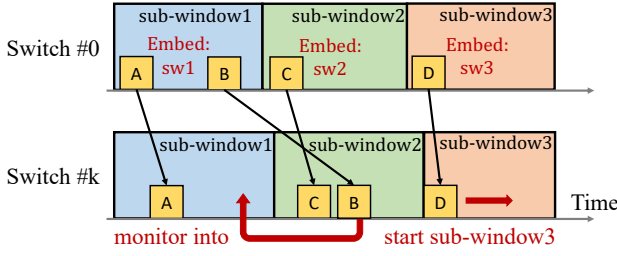 sub-window1 sub-window2 sub-window3
Switch #0 Embed: Embed: Embed:
sw1 sw2 sw3
A B C D
sub-window1 sub-window2 sub-window3
Switch #k
A C B D Time
monitor into start sub-window3